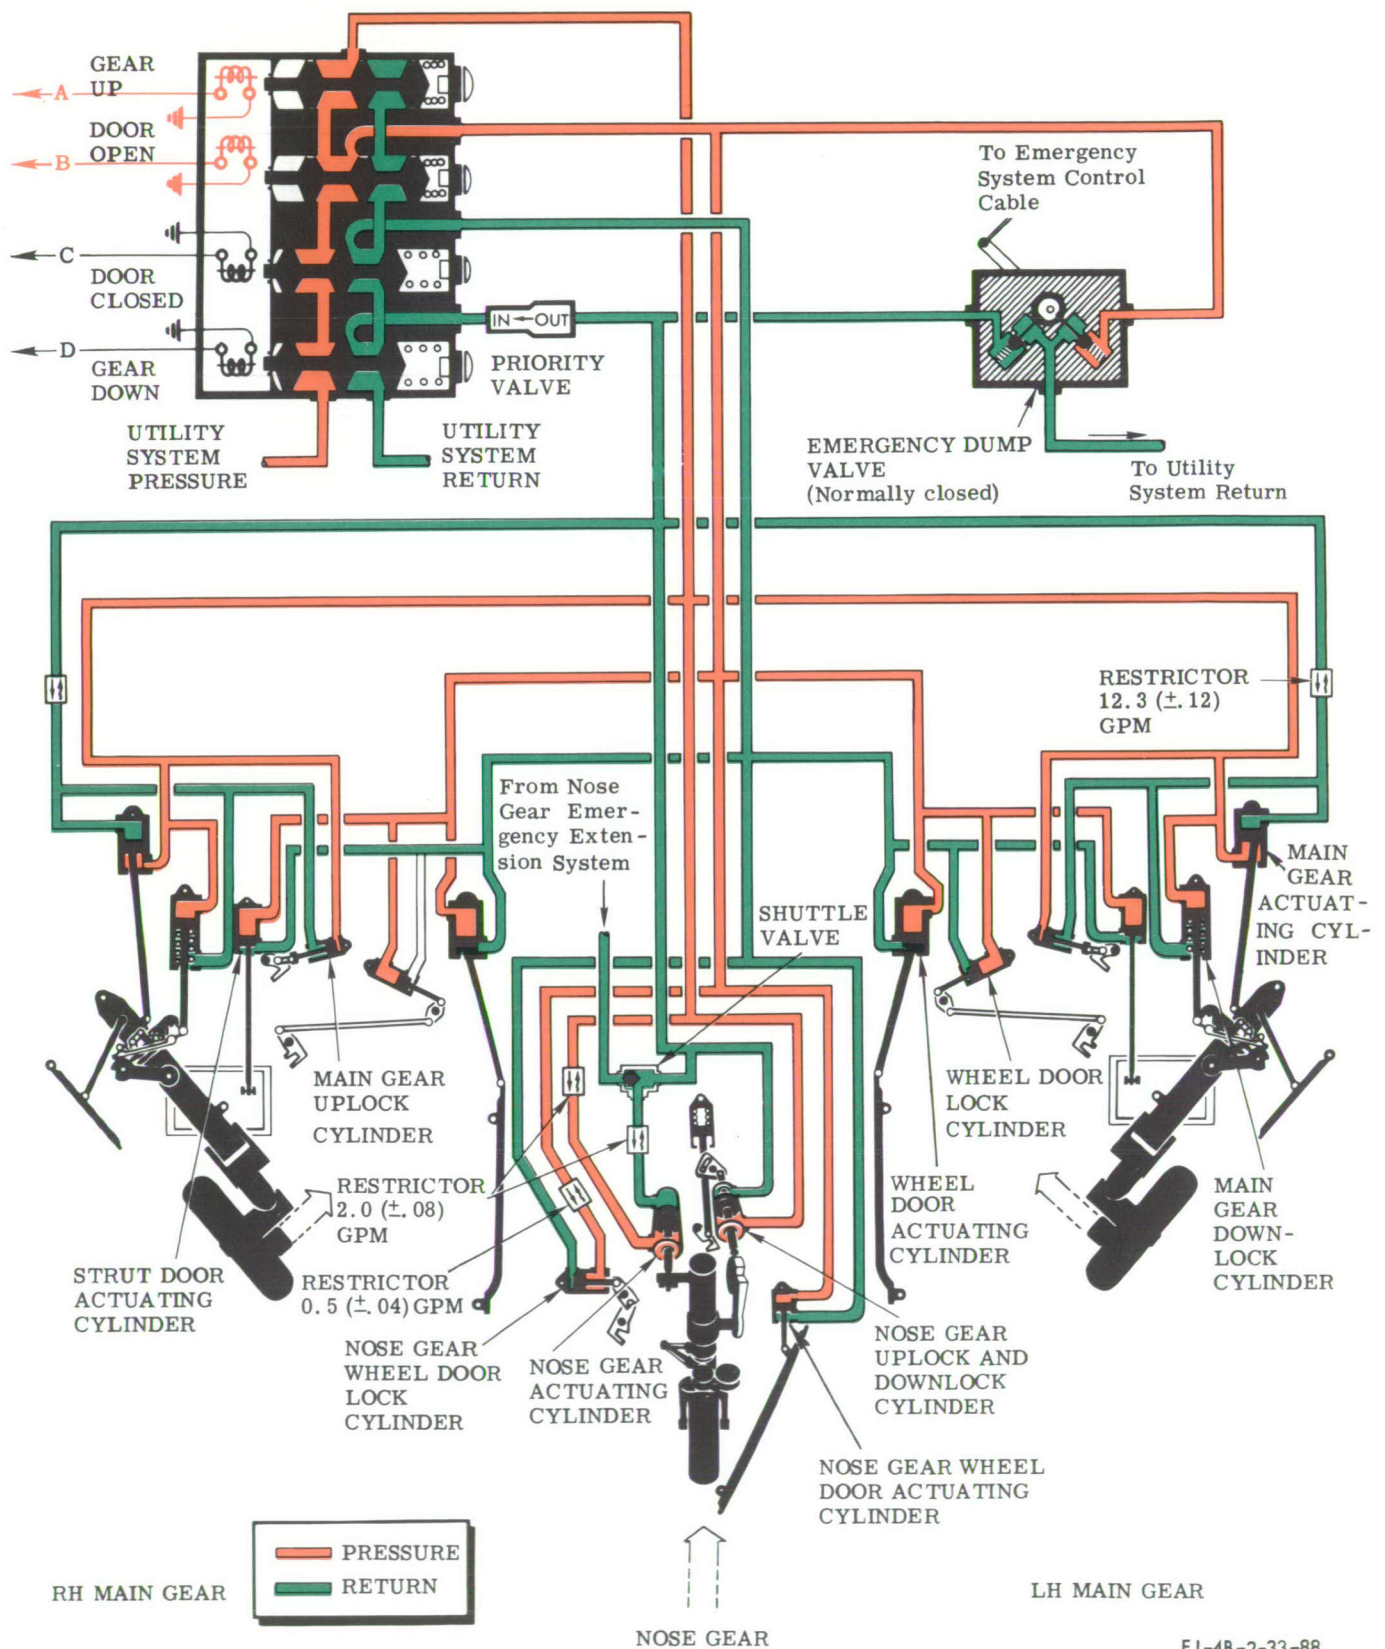 GEAR
UP
A
DOOR
OPEN
B
C
DOOR
CLOSED
D
GEAR
DOWN
IN
OUT
PRIORITY
VALVE
UTILITY
SYSTEM
PRESSURE
UTILITY
SYSTEM
RETURN
To Emergency
System Control
Cable
EMERGENCY DUMP
VALVE
(Normally closed)
To Utility
System Return
RESTRICTOR
12.3 (±.12)
GPM
From Nose
Gear Emer-
gency Exten-
sion System
SHUTTLE
VALVE
MAIN
GEAR
ACTUAT-
ING CYL-
INDER
MAIN GEAR
UPLOCK
CYLINDER
WHEEL DOOR
LOCK
CYLINDER
RESTRICTOR
2.0 (±.08)
GPM
WHEEL
DOOR
ACTUATING
CYLINDER
MAIN
GEAR
DOWN-
LOCK
CYLINDER
STRUT DOOR
ACTUATING
CYLINDER
RESTRICTOR
0.5 (±.04) GPM
NOSE GEAR
WHEEL DOOR
LOCK
CYLINDER
NOSE GEAR
ACTUATING
CYLINDER
NOSE GEAR
UPLOCK AND
DOWNLOCK
CYLINDER
NOSE GEAR WHEEL
DOOR ACTUATING
CYLINDER
PRESSURE
RETURN
RH MAIN GEAR
LH MAIN GEAR
NOSE GEAR
FJ-4B-2-33-88